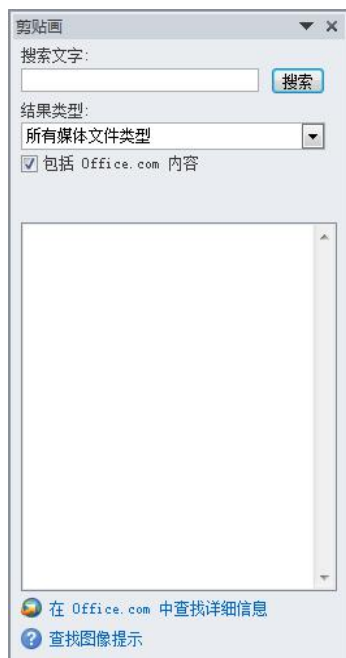 剪贴画
搜索文字:
搜索
结果类型:
所有媒体文件类型
包括 Office.com 内容
在 Office.com 中查找详细信息
查找图像提示